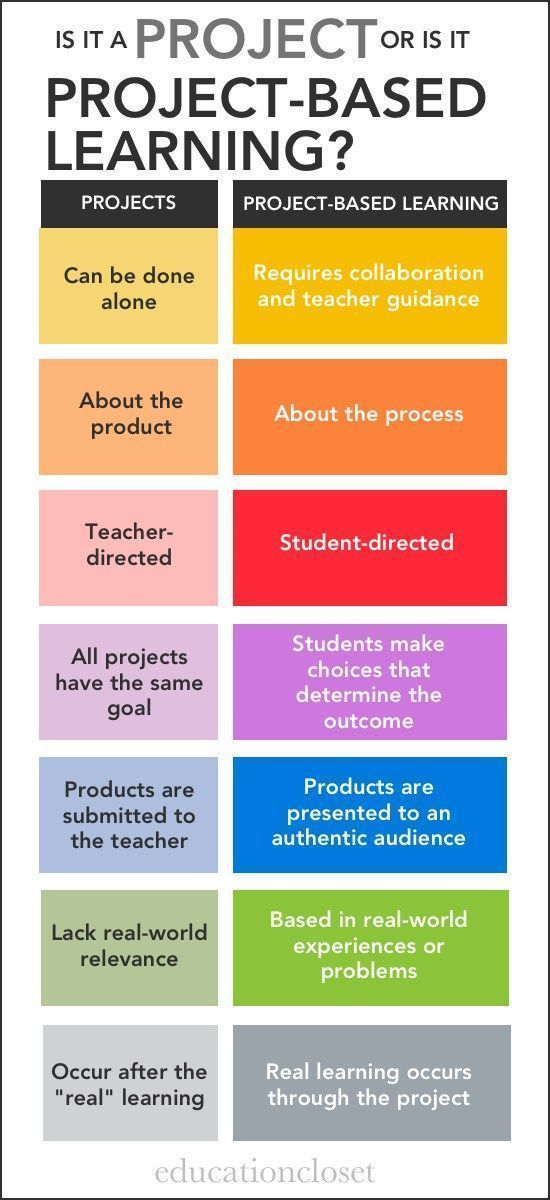 IS IT A PROJECT OR IS IT
PROJECT-BASED
LEARNING?
PROJECTS
PROJECT-BASED LEARNING
Can be done
alone
Requires collaboration
and teacher guidance
About the
product
About the process
Teacher-
directed
Student-directed
All projects
have the same
goal
Students make
choices that
determine the
outcome
Products are
submitted to
the teacher
Products are
presented to an
authentic audience
Lack real-world
relevance
Based in real-world
experiences or
problems
Occur after the
"real" learning
Real learning occurs
through the project
educationcloset